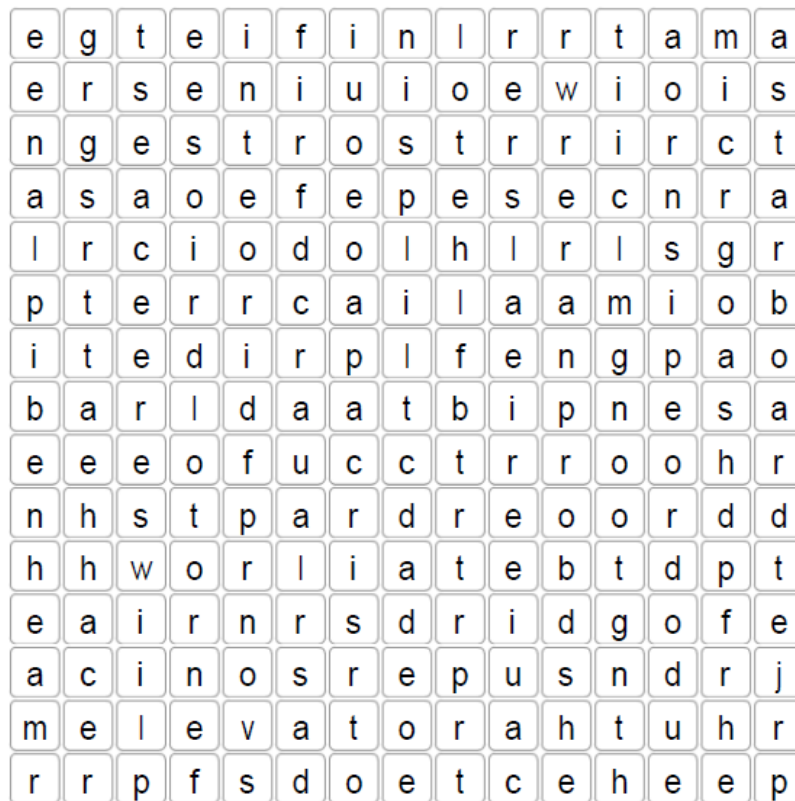 e g t e i f i n l r r t a m a
e r s e n i u i o e w i o i s
n g e s t r o s t r r i r c t
a s a o e f e p e s e c n r a
l r c i o d o l h l r l s g r
p t e r r c a i l a a m i o b
i t e d i r p l f e n g p a o
b a r l d a a t b i p n e s a
e e e o f u c c t r r o o h r
n h s t p a r d r e o o r d d
h h w o r l i a t e b t d p t
e a i r n r s d r i d g o f e
a c i n o s r e p u s n d r j
m e l e v a t o r a h t u h r
r r p f s d o e t c e h e e p